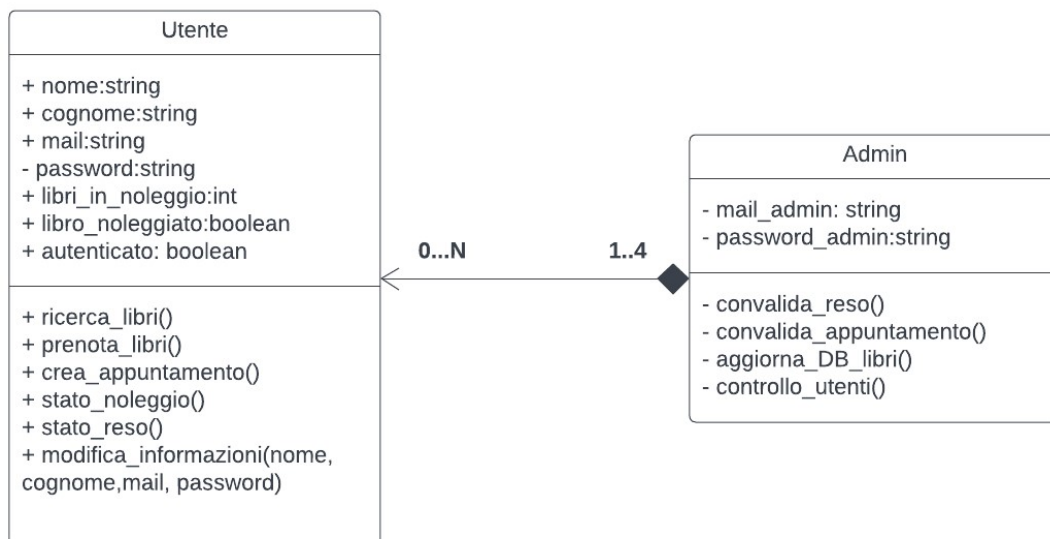 Utente
+ nome:string
+ cognome:string
+ mail:string
- password:string
+ libri_in_noleggio:int
+ libro_noleggiato:boolean
+ autenticato: boolean
+ ricerca_libri()
+ prenota_libri()
+ crea_appuntamento()
+ stato_noleggio()
+ stato_reso()
+ modifica_informazioni(nome,
cognome,mail, password)
0...N
1..4
Admin
- mail_admin: string
- password_admin:string
- convalida_reso()
- convalida_appuntamento()
- aggiorna_DB_libri()
- controllo_utenti()